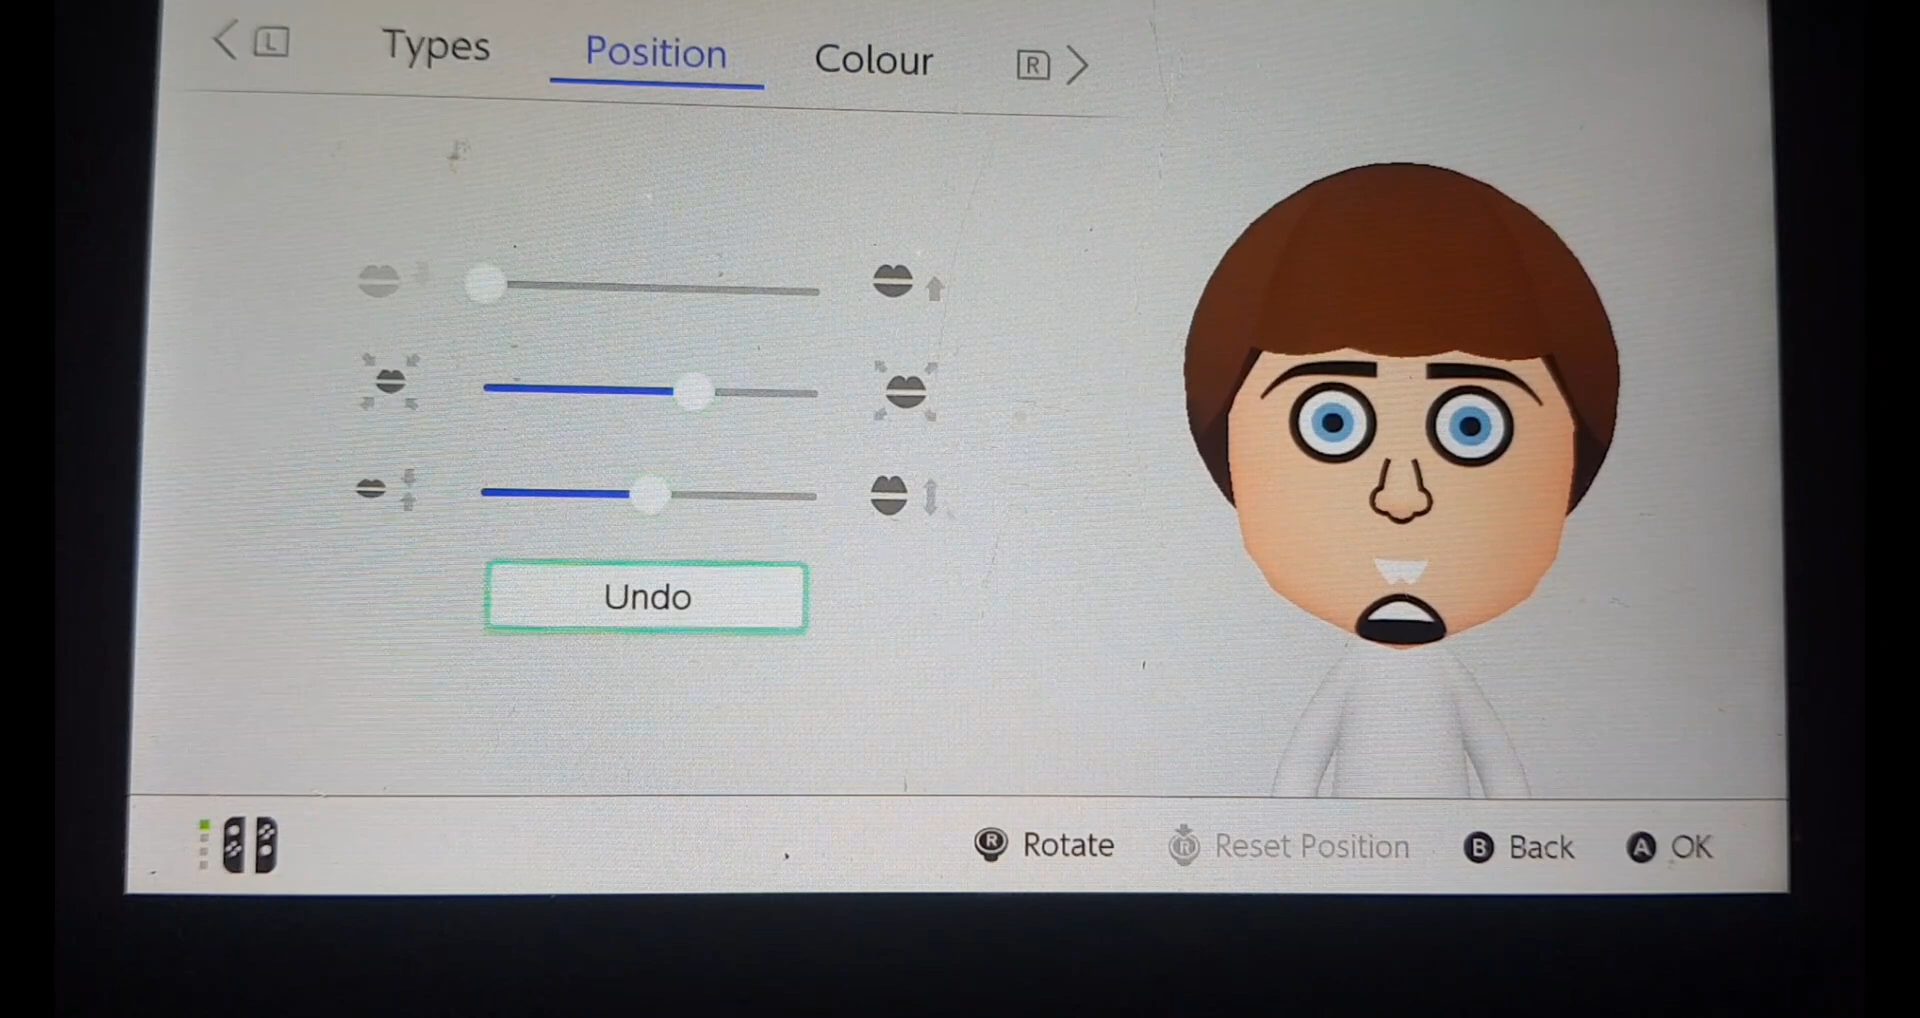 L Types Position Colour R
Undo
R Rotate R Reset Position B Back A OK